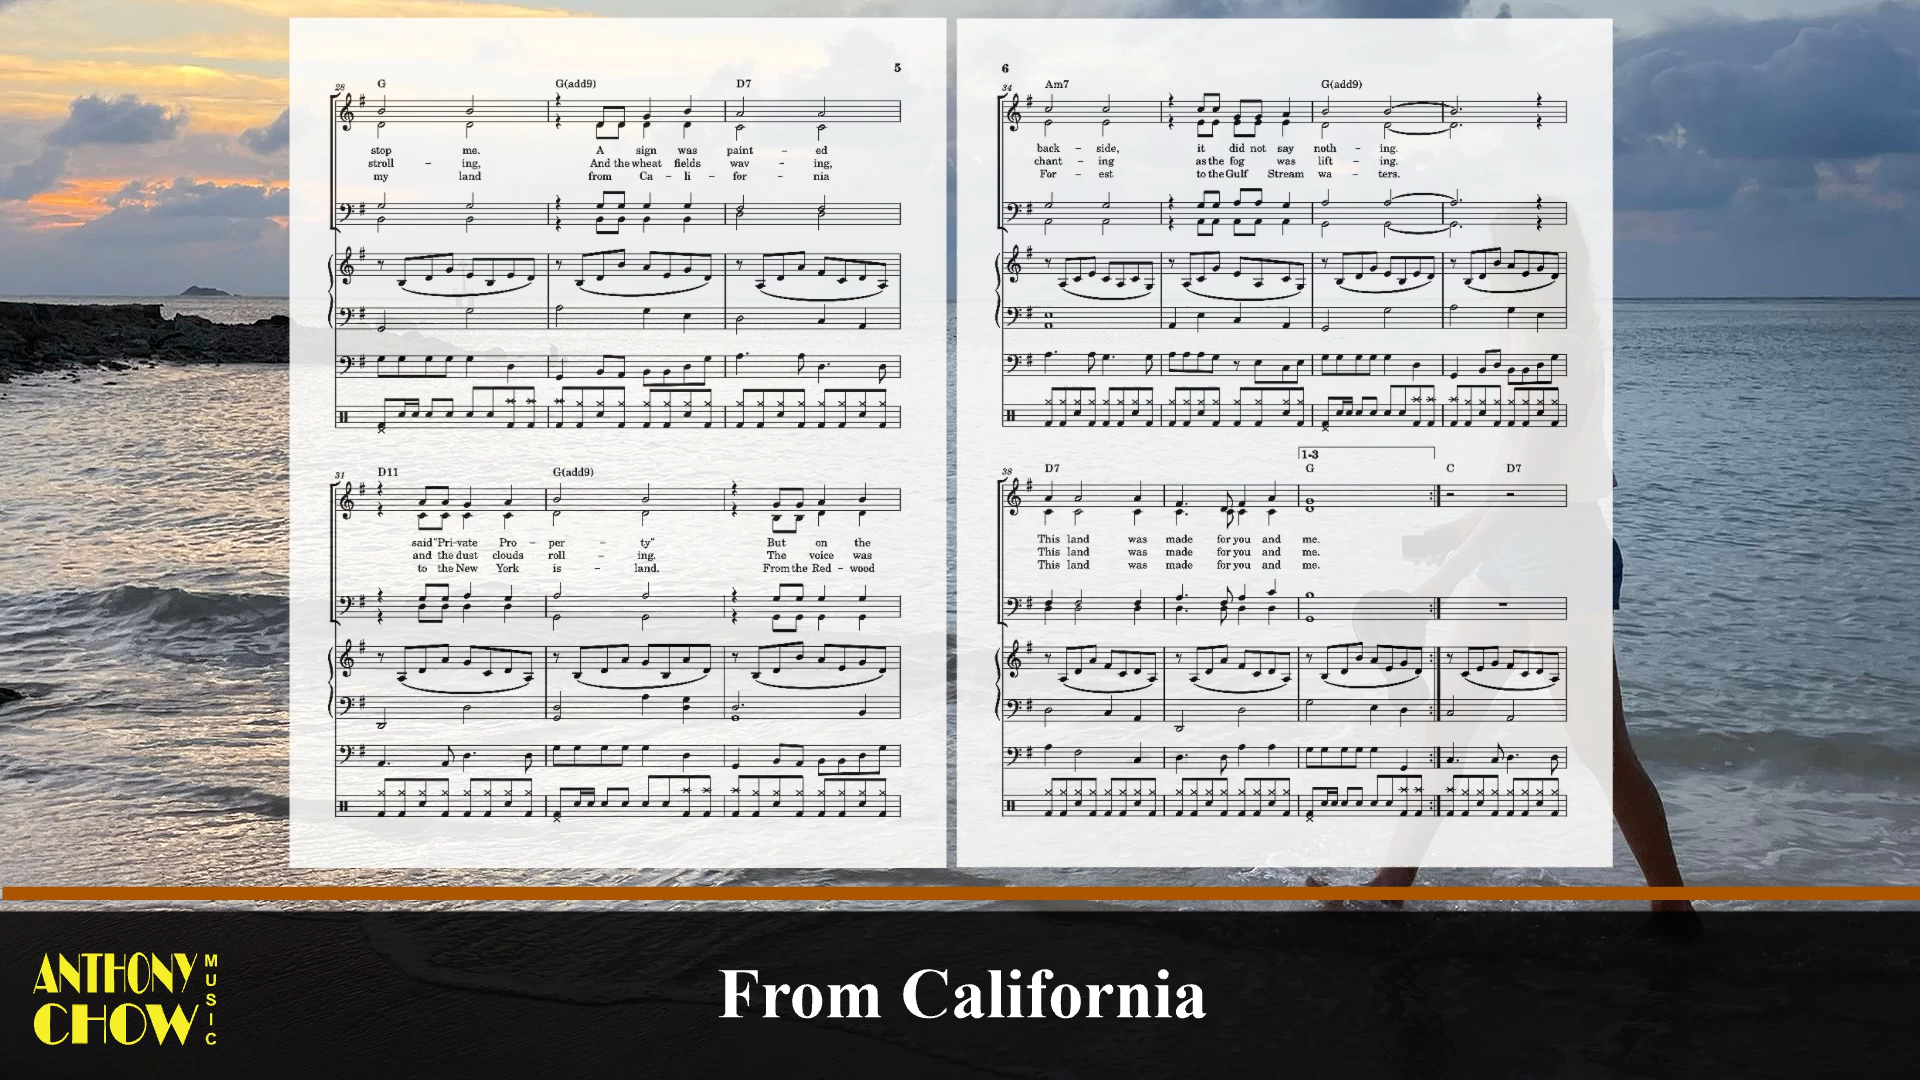 5
28
G G(add9) D7
stop me. A sign was paint - ed
stroll - ing, And the wheat fields wav - ing,
my land from Ca - li - for - nia
31
D11 G(add9)
said "Pri-vate Pro - per - ty" But on the
and the dust clouds roll - ing. The voice was
to the New York is - land. From the Red - wood
6
34
Am7 G(add9)
back - side, it did not say noth - ing.
chant - ing as the fog was lift - ing.
For - est to the Gulf Stream wa - ters.
38
1-3
D7 G C D7
This land was made for you and me.
This land was made for you and me.
This land was made for you and me.
ANTHONY
CHOW
MUSIC
From California